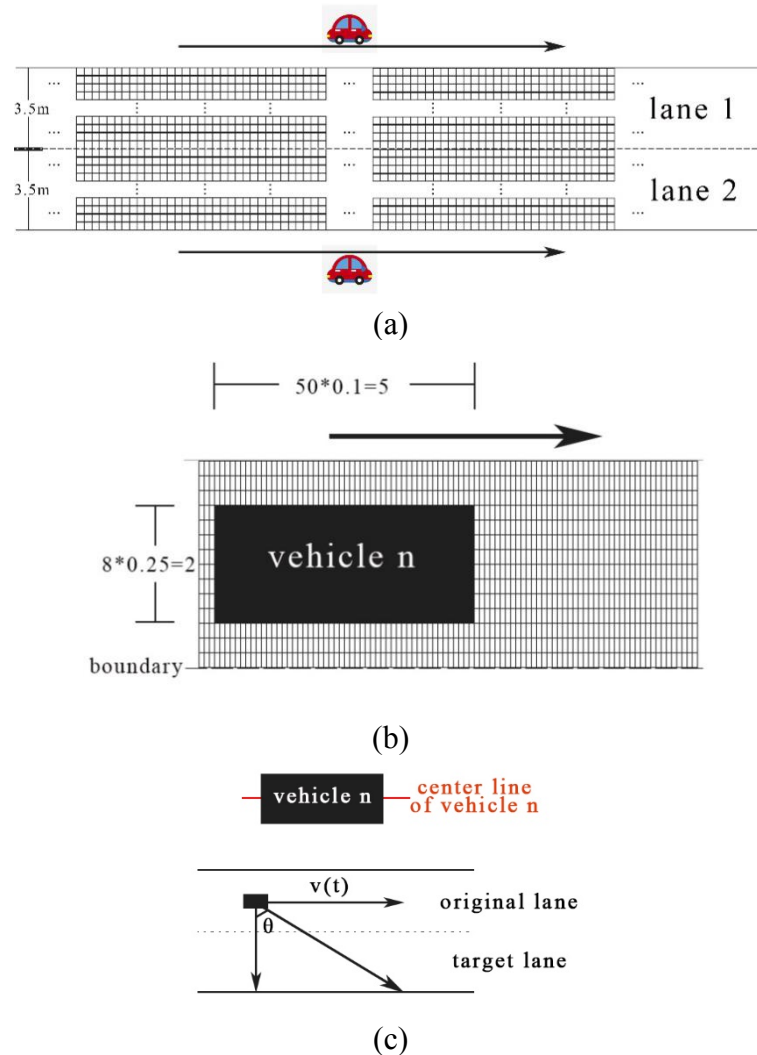 3.5m
lane 1
3.5m
lane 2
(a)
50*0.1=5
8*0.25=2
vehicle n
boundary
(b)
vehicle n
center line
of vehicle n
v(t)
original lane
θ
target lane
(c)